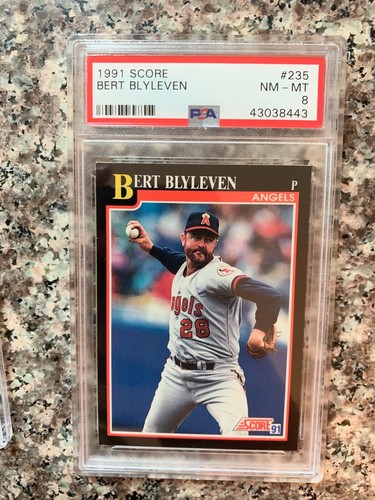 1991 SCORE #235
BERT BLYLEVEN NM - MT
8
PSA 43038443
BERT BLYLEVEN P
ANGELS
Angels
28
SCORE
91